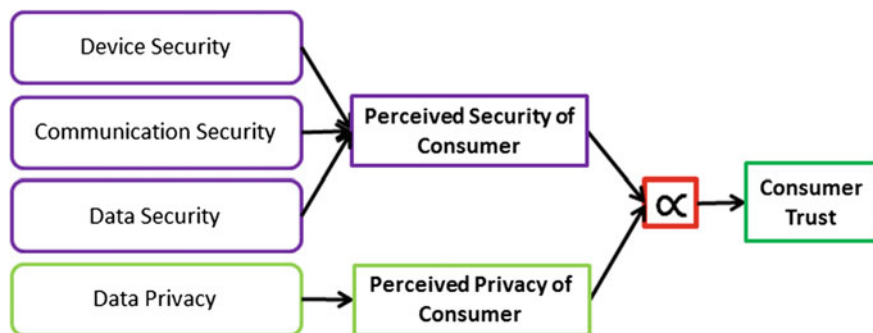 Device Security
Communication Security
Data Security
Data Privacy
Perceived Security of
Consumer
Perceived Privacy of
Consumer
∝
Consumer
Trust